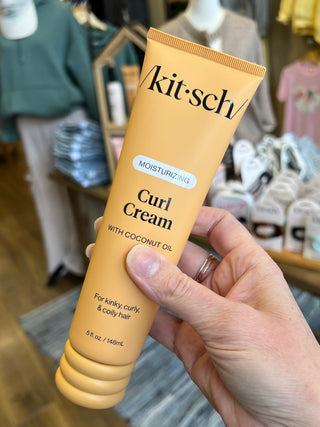 /kit·sch/
MOISTURIZING
Curl
Cream
WITH COCONUT OIL
For kinky, curly,
& coily hair
5 fl. oz. / 148mL